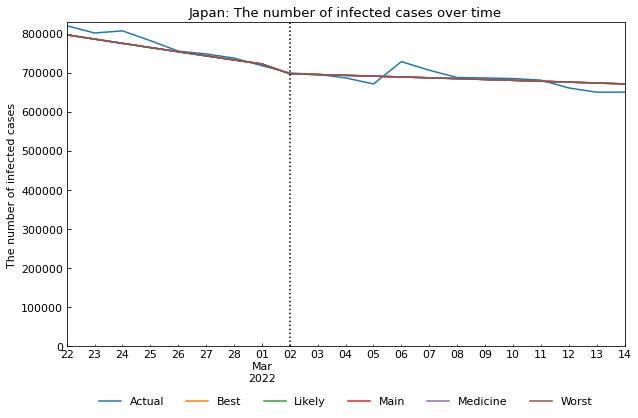 Japan: The number of infected cases over time
The number of infected cases
800000
700000
600000
500000
400000
300000
200000
100000
0
22 23 24 25 26 27 28 01 02 03 04 05 06 07 08 09 10 11 12 13 14
Mar
2022
Actual Best Likely Main Medicine Worst